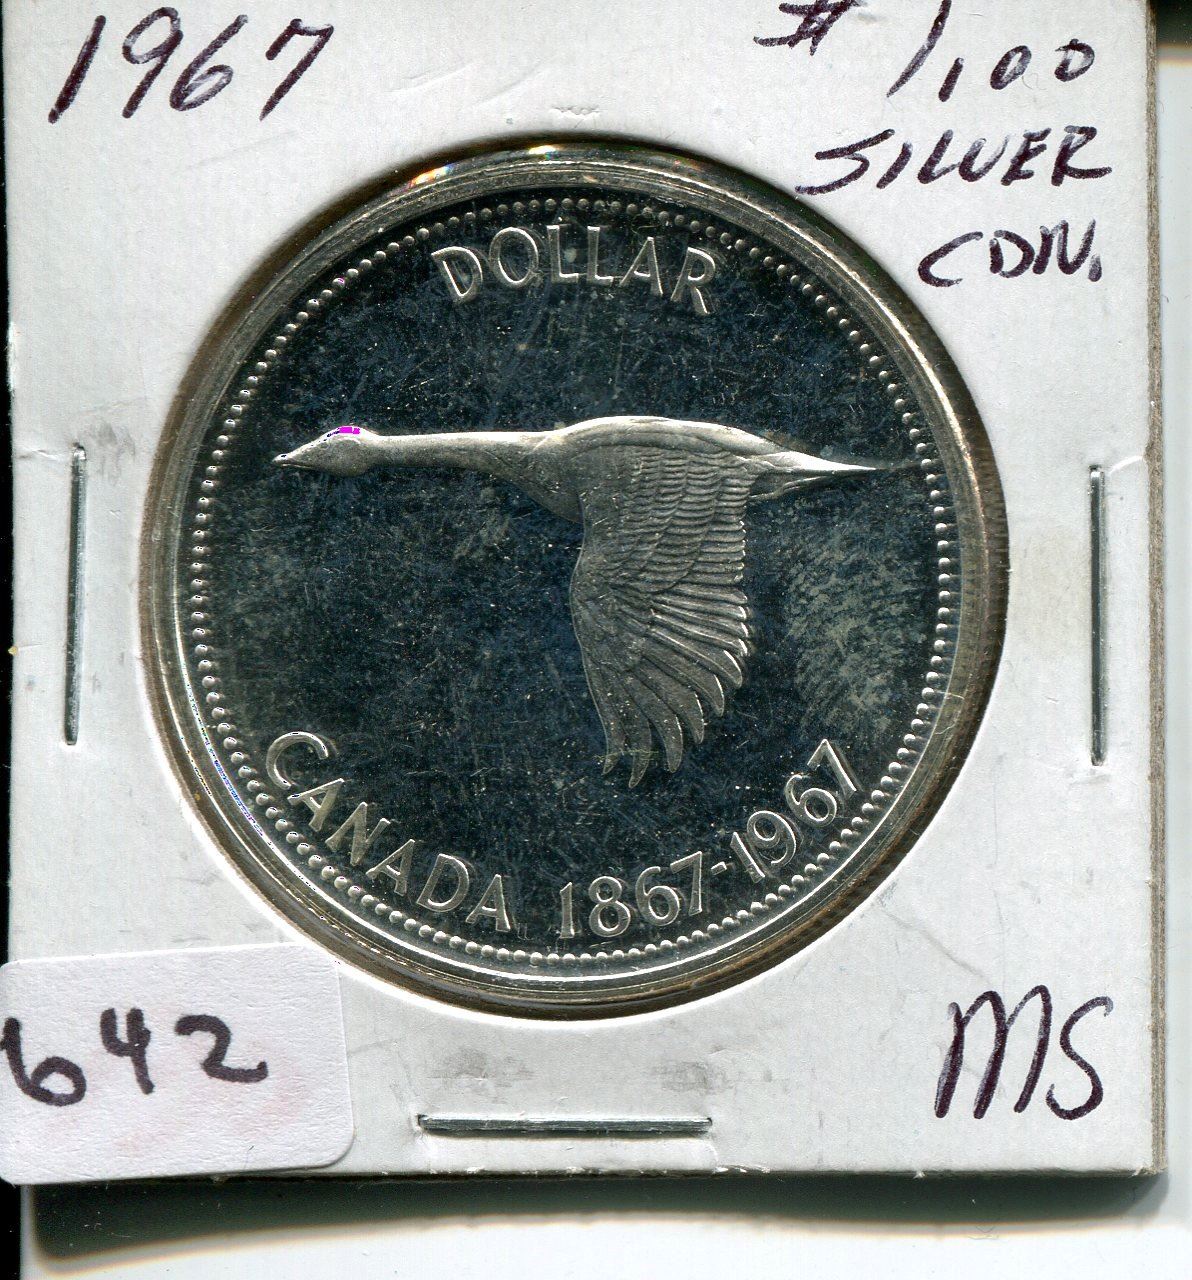 1967
$1.00
SILVER
CDN.
DOLLAR
CANADA 1867-1967
642
MS